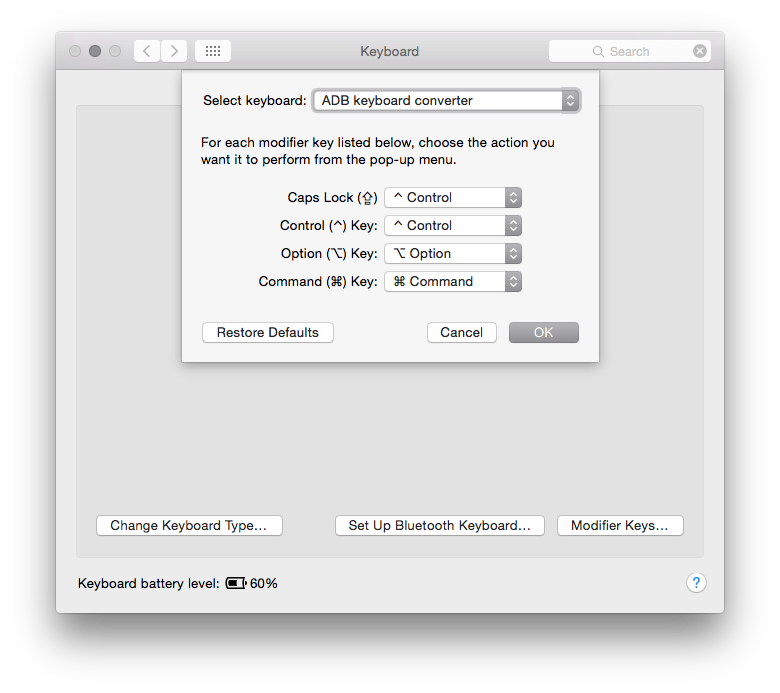 Keyboard
Search
Select keyboard: ADB keyboard converter
For each modifier key listed below, choose the action you
want it to perform from the pop-up menu.
Caps Lock (⇪) ^ Control
Control (^) Key: ^ Control
Option (⌥) Key: ⌥ Option
Command (⌘) Key: ⌘ Command
Restore Defaults Cancel OK
Change Keyboard Type... Set Up Bluetooth Keyboard... Modifier Keys...
Keyboard battery level: 60% ?